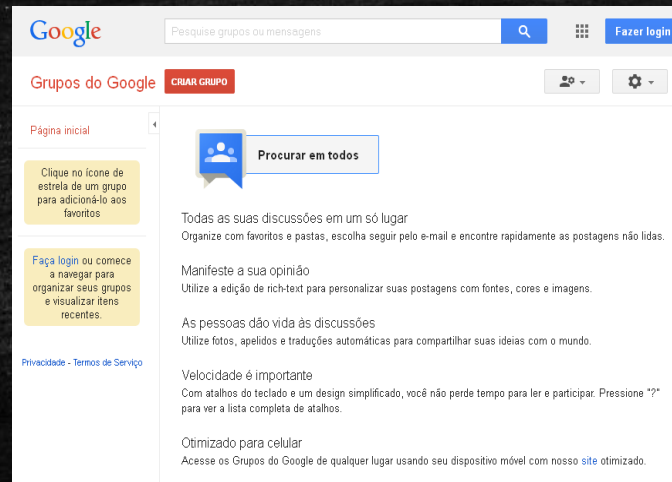 Google
Pesquise grupos ou mensagens
Fazer login
Grupos do Google
CRIAR GRUPO
Página inicial
Clique no ícone de
estrela de um grupo
para adicioná-lo aos
favoritos
Faça login ou comece
a navegar para
organizar seus grupos
e visualizar itens
recentes.
Privacidade - Termos de Serviço
Procurar em todos
Todas as suas discussões em um só lugar
Organize com favoritos e pastas, escolha seguir pelo e-mail e encontre rapidamente as postagens não lidas.
Manifeste a sua opinião
Utilize a edição de rich-text para personalizar suas postagens com fontes, cores e imagens.
As pessoas dão vida às discussões
Utilize fotos, apelidos e traduções automáticas para compartilhar suas ideias com o mundo.
Velocidade é importante
Com atalhos do teclado e um design simplificado, você não perde tempo para ler e participar. Pressione "?"
para ver a lista completa de atalhos.
Otimizado para celular
Acesse os Grupos do Google de qualquer lugar usando seu dispositivo móvel com nosso site otimizado.